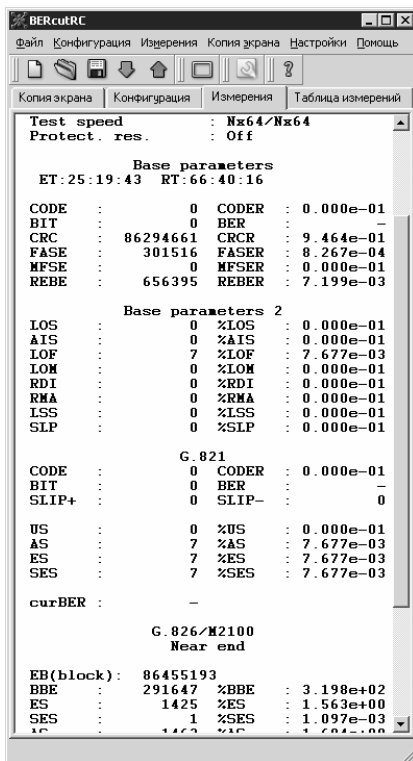 BERcutRC
Файл Конфигурация Измерения Копия экрана Настройки Помощь
Копия экрана Конфигурация Измерения Таблица измерений
Test speed : Nx64/Nx64
Protect. res. : Off
Base parameters
ET:25:19:43 RT:66:40:16
CODE : 0 CODER : 0.000e-01
BIT : 0 BER : -
CRC : 86294661 CRCR : 9.464e-01
FASE : 301516 FASER : 8.267e-04
MFSE : 0 MFSER : 0.000e-01
REBE : 656395 REBER : 7.199e-03
Base parameters 2
LOS : 0 %LOS : 0.000e-01
AIS : 0 %AIS : 0.000e-01
LOF : 7 %LOF : 7.677e-03
LOM : 0 %LOM : 0.000e-01
RDI : 0 %RDI : 0.000e-01
RMA : 0 %RMA : 0.000e-01
LSS : 0 %LSS : 0.000e-01
SLP : 0 %SLP : 0.000e-01
G.821
CODE : 0 CODER : 0.000e-01
BIT : 0 BER : -
SLIP+ : 0 SLIP- : 0
US : 0 %US : 0.000e-01
AS : 7 %AS : 7.677e-03
ES : 7 %ES : 7.677e-03
SES : 7 %SES : 7.677e-03
curBER : -
G.826/M2100
Near end
EB(block): 86455193
BBE : 291647 %BBE : 3.198e+02
ES : 1425 %ES : 1.563e+00
SES : 1 %SES : 1.097e-03